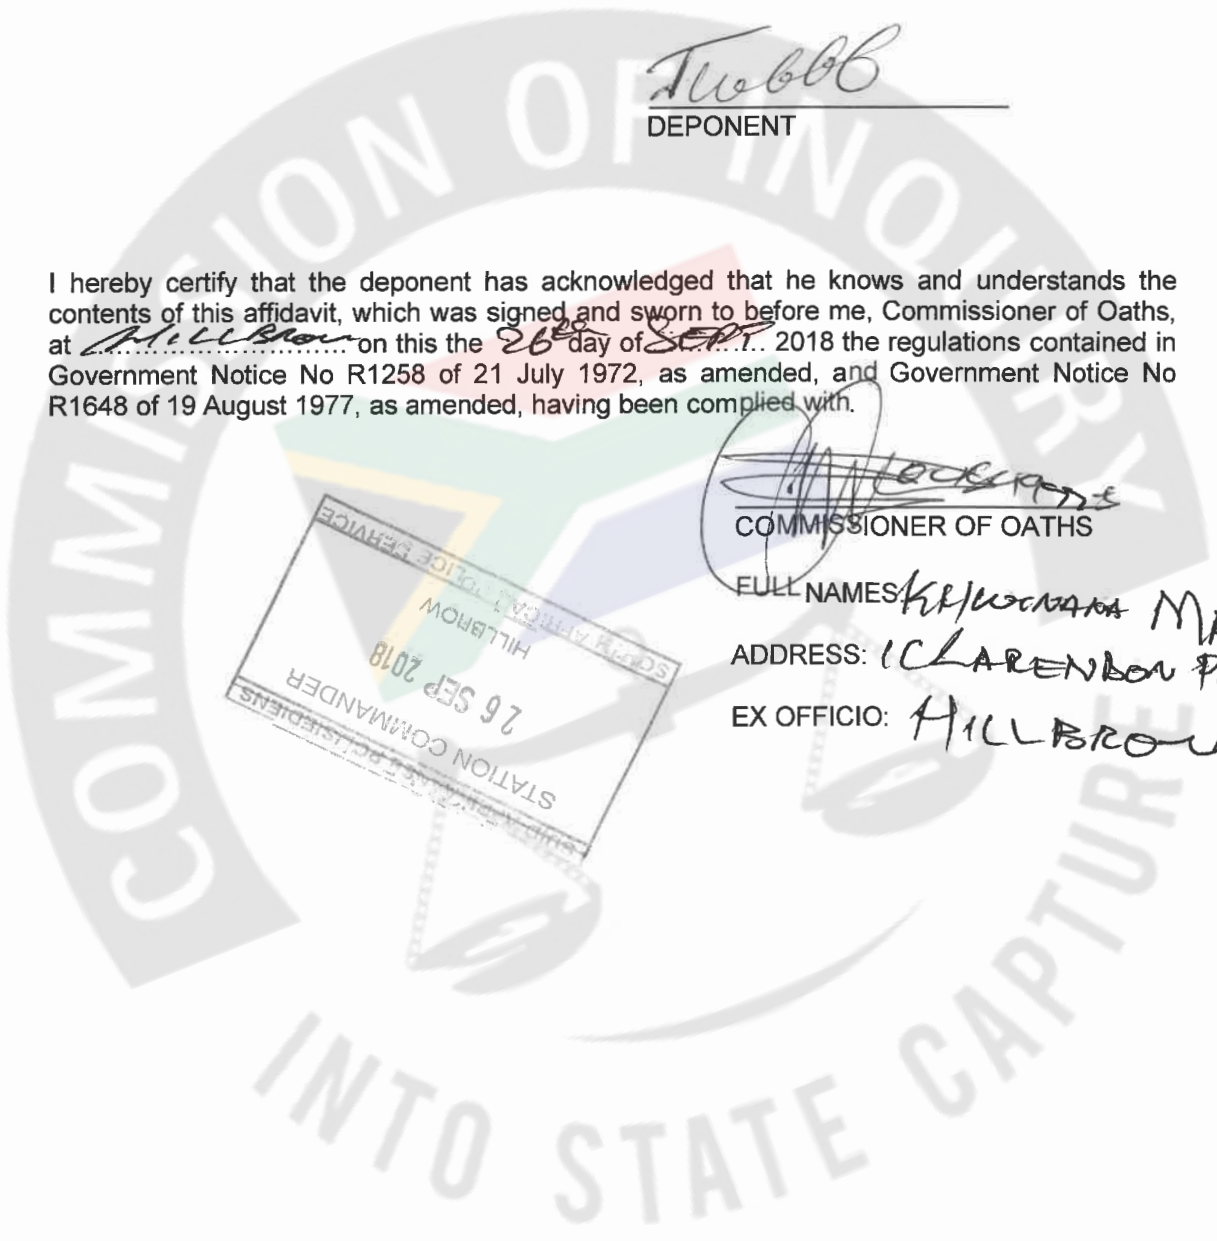 DEPONENT
I hereby certify that the deponent has acknowledged that he knows and understands the
contents of this affidavit, which was signed and sworn to before me, Commissioner of Oaths,
at HILLBROW on this the 26th day of SEPT. 2018 the regulations contained in
Government Notice No R1258 of 21 July 1972, as amended, and Government Notice No
R1648 of 19 August 1977, as amended, having been complied with.
COMMISSIONER OF OATHS
FULL NAMES:
ADDRESS: 1 CLARENDON P
EX OFFICIO: HILLBROW
SUID-AFRIKAANSE POLISIEDIENS
STATION COMMANDER
26 SEP 2018
HILLBROW
SOUTH AFRICAN POLICE SERVICE
COMMISSION OF INQUIRY
INTO STATE CAPTURE